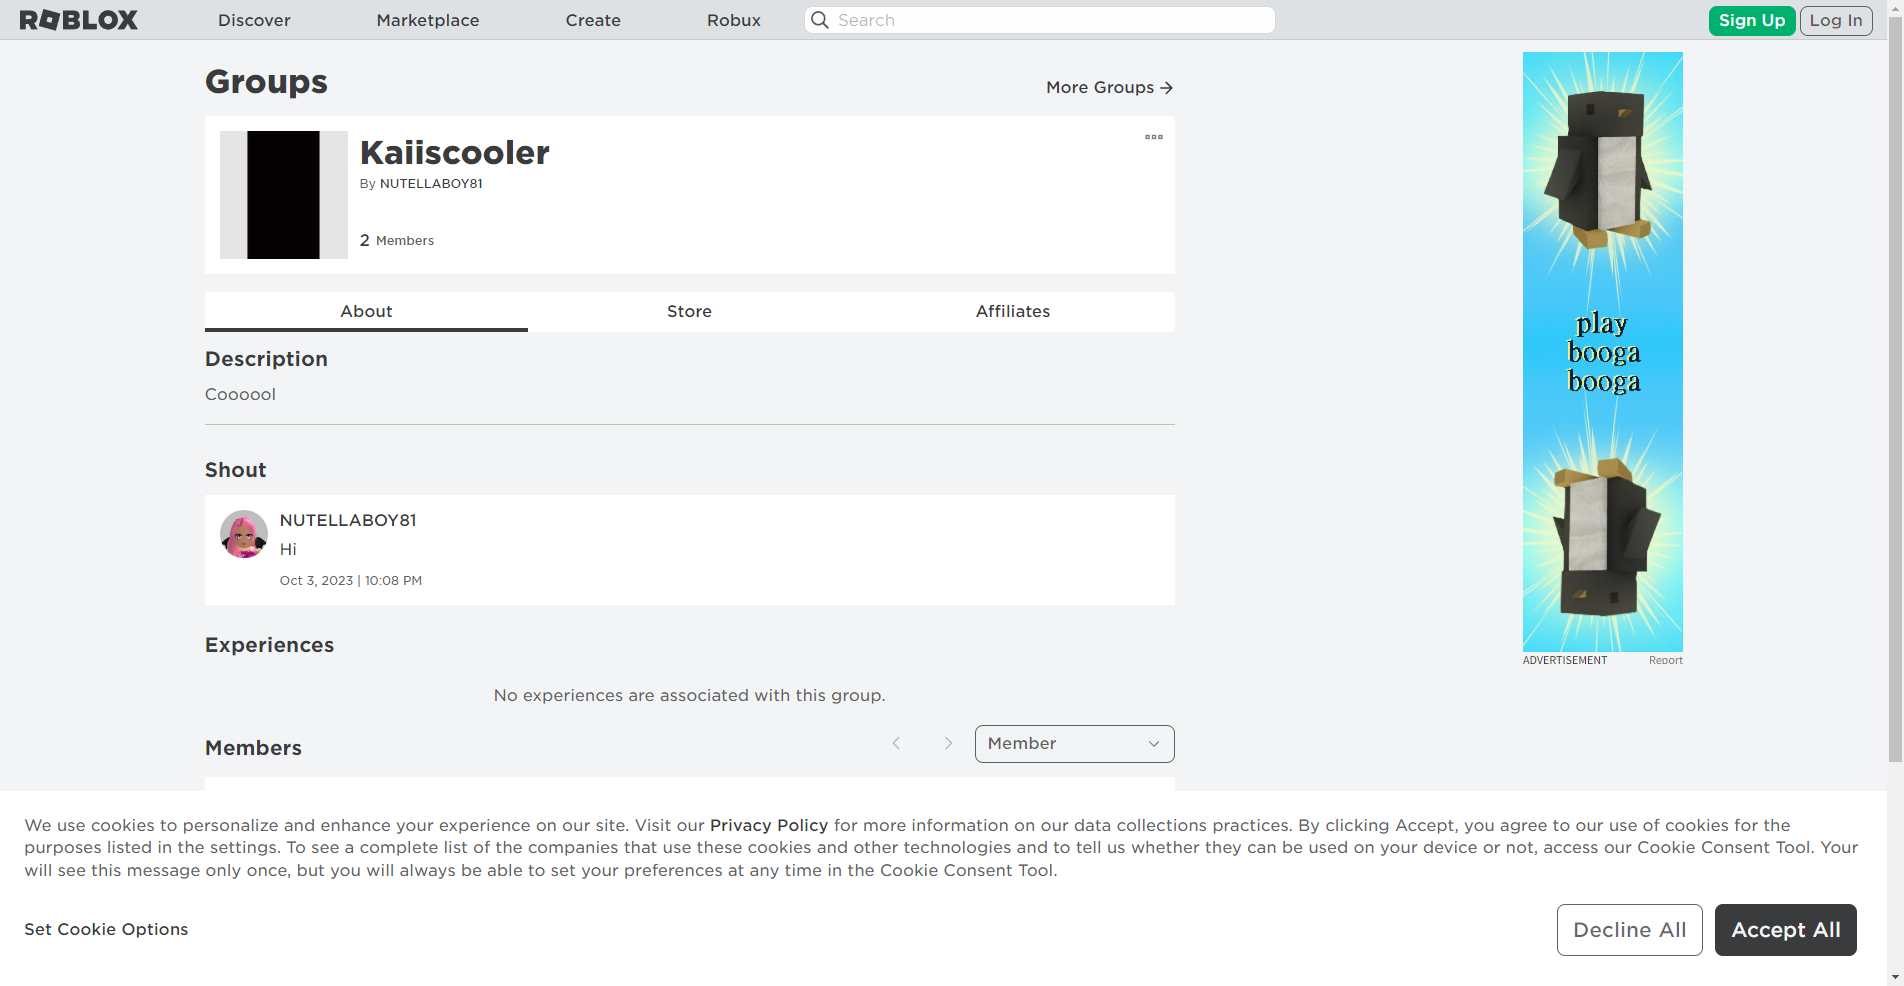 ROBLOX
Discover
Marketplace
Create
Robux
Search
Sign Up
Log In
Groups
More Groups
Kaiiscooler
By NUTELLABOY81
2 Members
About
Store
Affiliates
Description
Coooool
Shout
NUTELLABOY81
Hi
Oct 3, 2023 | 10:08 PM
Experiences
No experiences are associated with this group.
Members
Member
play
booga
booga
ADVERTISEMENT
Report
We use cookies to personalize and enhance your experience on our site. Visit our Privacy Policy for more information on our data collections practices. By clicking Accept, you agree to our use of cookies for the
purposes listed in the settings. To see a complete list of the companies that use these cookies and other technologies and to tell us whether they can be used on your device or not, access our Cookie Consent Tool. Your
will see this message only once, but you will always be able to set your preferences at any time in the Cookie Consent Tool.
Set Cookie Options
Decline All
Accept All